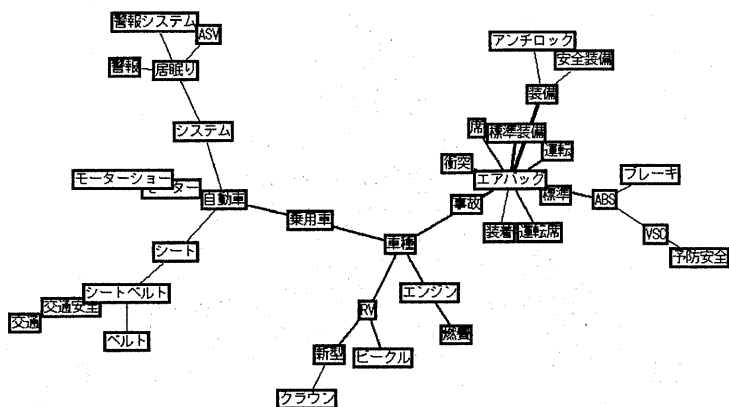 警報システム
ASV
警報
居眠り
システム
モーターショー
モーター
自動車
乗用車
シート
シートベルト
交通安全
交通
ベルト
車種
RV
新型
ビークル
クラウン
エンジン
燃費
アンチロック
安全装備
装備
席
標準装備
運転
衝突
エアバック
標準
事故
装着
運転席
ABS
ブレーキ
VSC
予防安全